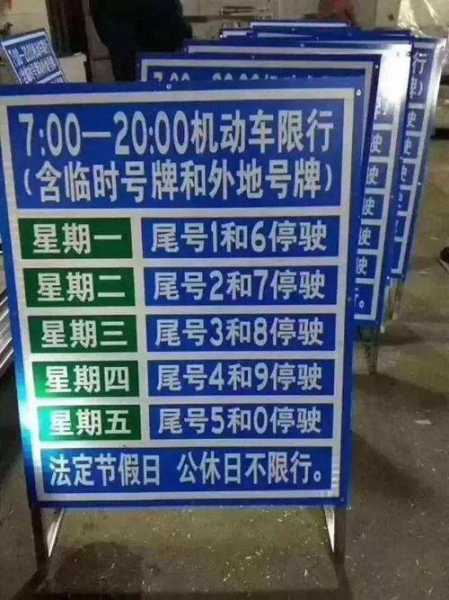 7:00—20:00机动车限行
(含临时号牌和外地号牌)
星期一 尾号1和6停驶
星期二 尾号2和7停驶
星期三 尾号3和8停驶
星期四 尾号4和9停驶
星期五 尾号5和0停驶
法定节假日 公休日不限行。